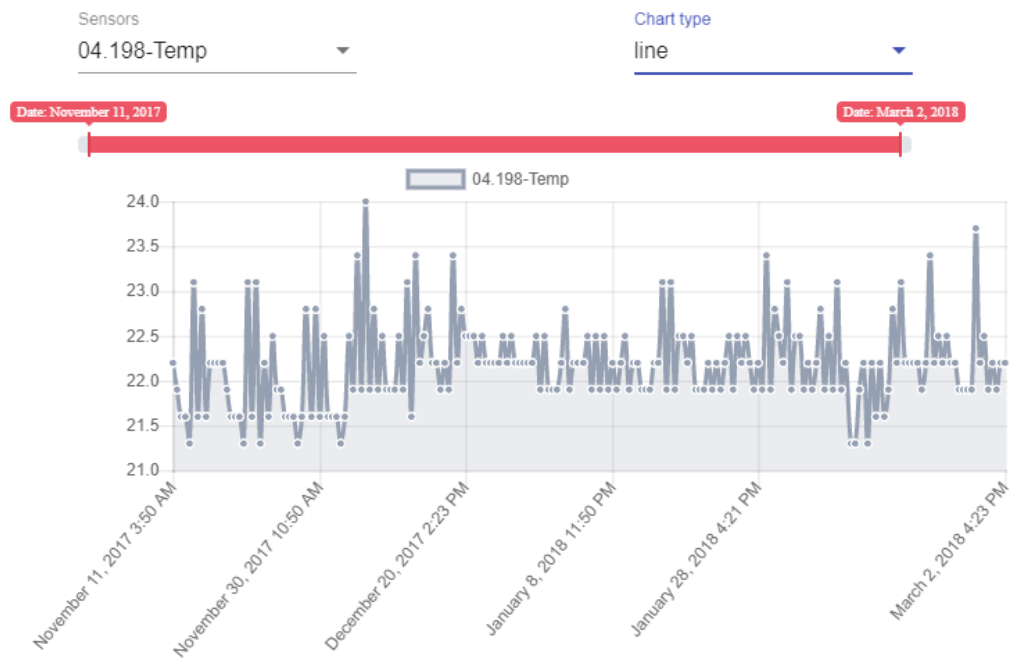 Sensors
Chart type
04.198-Temp
line
Date: November 11, 2017
Date: March 2, 2018
04.198-Temp
24.0
23.5
23.0
22.5
22.0
21.5
21.0
November 11, 2017 3:50 AM
November 30, 2017 10:50 AM
December 20, 2017 2:23 PM
January 8, 2018 11:50 PM
January 28, 2018 4:21 PM
March 2, 2018 4:23 PM